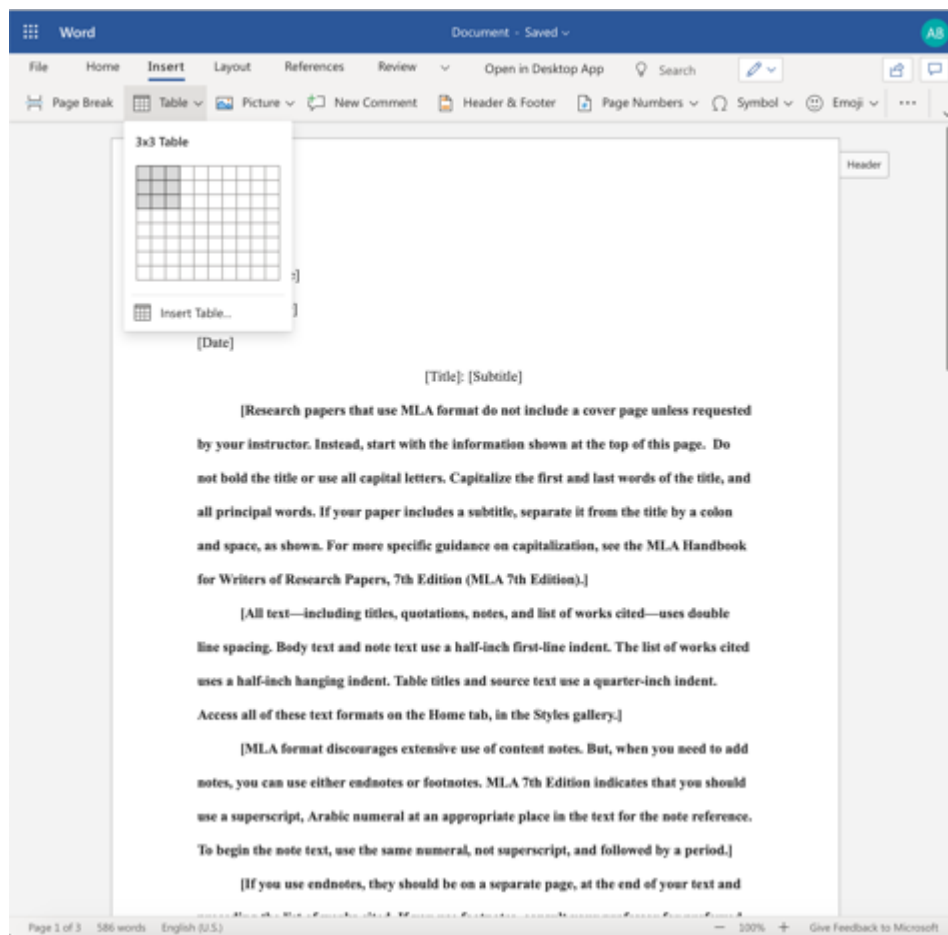 Word
Document - Saved
AB
File Home Insert Layout References Review Open in Desktop App Search
Page Break Table Picture New Comment Header & Footer Page Numbers Symbol Emoji ...
3x3 Table
Header
]
Insert Table...
]
[Date]
[Title]: [Subtitle]
[Research papers that use MLA format do not include a cover page unless requested
by your instructor. Instead, start with the information shown at the top of this page. Do
not bold the title or use all capital letters. Capitalize the first and last words of the title, and
all principal words. If your paper includes a subtitle, separate it from the title by a colon
and space, as shown. For more specific guidance on capitalization, see the MLA Handbook
for Writers of Research Papers, 7th Edition (MLA 7th Edition).]
[All text—including titles, quotations, notes, and list of works cited—uses double
line spacing. Body text and note text use a half-inch first-line indent. The list of works cited
uses a half-inch hanging indent. Table titles and source text use a quarter-inch indent.
Access all of these text formats on the Home tab, in the Styles gallery.]
[MLA format discourages extensive use of content notes. But, when you need to add
notes, you can use either endnotes or footnotes. MLA 7th Edition indicates that you should
use a superscript, Arabic numeral at an appropriate place in the text for the note reference.
To begin the note text, use the same numeral, not superscript, and followed by a period.]
[If you use endnotes, they should be on a separate page, at the end of your text and
Page 1 of 3 586 words English (U.S.) — 100% + Give Feedback to Microsoft